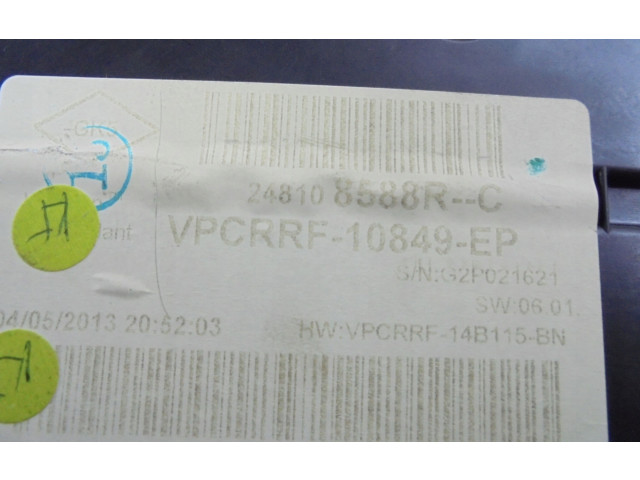 24810 8588R--C
VPCRRF-10849-EP
S/N:G2P021621
SW:06.01
04/05/2013 20:52:03
HW:VPCRRF-14B115-BN